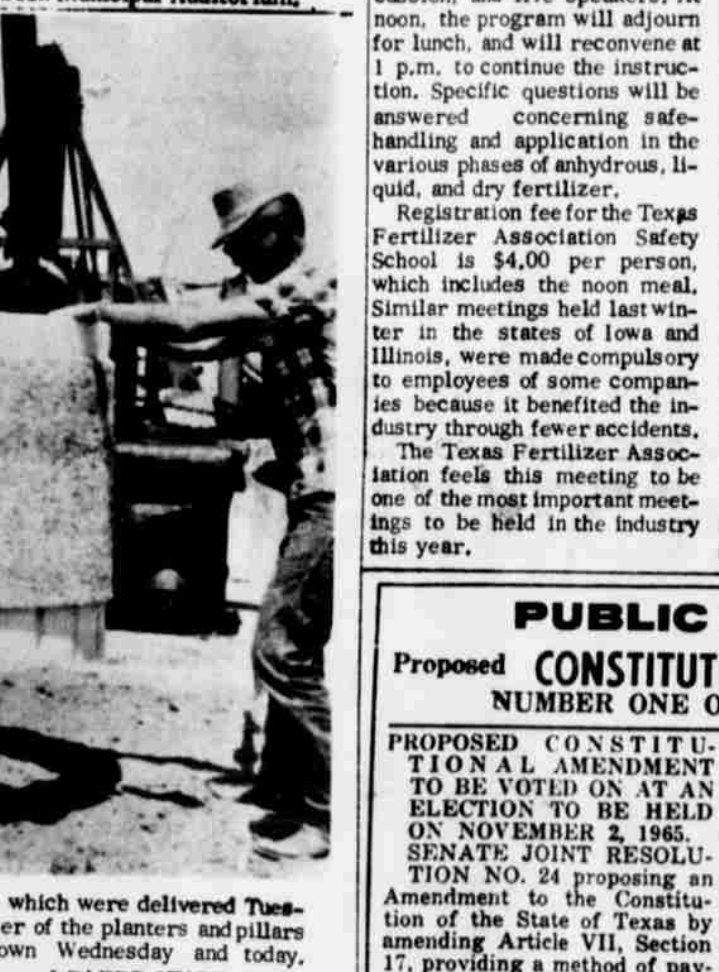 Municipal Auditorium.
noon, the program will adjourn
for lunch, and will reconvene at
1 p.m. to continue the instruc-
tion. Specific questions will be
answered concerning safe-
handling and application in the
various phases of anhydrous, li-
quid, and dry fertilizer.
Registration fee for the Texas
Fertilizer Association Safety
School is $4.00 per person,
which includes the noon meal.
Similar meetings held last win-
ter in the states of Iowa and
Illinois, were made compulsory
to employees of some compan-
ies because it benefited the in-
dustry through fewer accidents.
The Texas Fertilizer Assoc-
iation feels this meeting to be
one of the most important meet-
ings to be held in the industry
this year.
which were delivered Tues-
er of the planters and pillars
own Wednesday and today.
PUBLIC
Proposed CONSTITUT
NUMBER ONE O
PROPOSED CONSTITU-
TIONAL AMENDMENT
TO BE VOTED ON AT AN
ELECTION TO BE HELD
ON NOVEMBER 2, 1965.
SENATE JOINT RESOLU-
TION NO. 24 proposing an
Amendment to the Constitu-
tion of the State of Texas by
amending Article VII, Section
17, providing a method of pay-